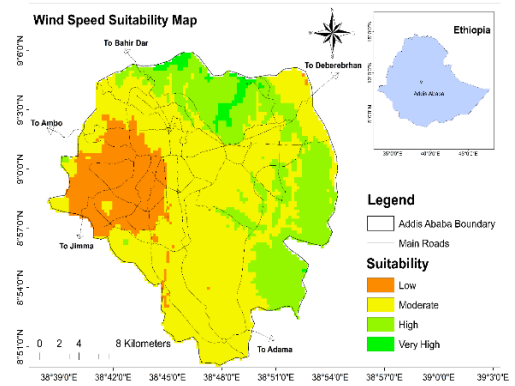 Wind Speed Suitability Map
Ethiopia
To Bahir Dar
To Deberebrhan
To Ambo
To Jimma
To Adama
Addis Ababa
9°6'0"N
9°3'0"N
9°0'0"N
8°57'0"N
8°54'0"N
8°51'0"N
Legend
Addis Ababa Boundary
Main Roads
Suitability
Low
Moderate
High
Very High
0 2 4 8 Kilometers
38°39'0"E 38°42'0"E 38°45'0"E 38°48'0"E 38°51'0"E 38°54'0"E 38°57'0"E 39°0'0"E 39°3'0"E